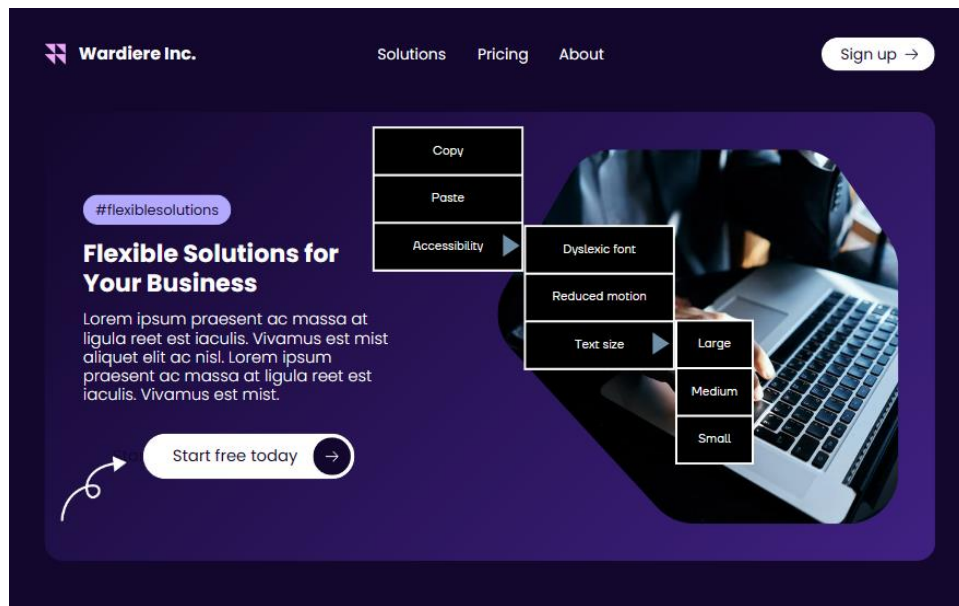 Wardiere Inc.
Solutions Pricing About
Sign up →
Copy
Paste
Accessibility
Dyslexic font
Reduced motion
Text size
Large
Medium
Small
#flexiblesolutions
Flexible Solutions for
Your Business
Lorem ipsum praesent ac massa at
ligula reet est iaculis. Vivamus est mist
aliquet elit ac nisl. Lorem ipsum
praesent ac massa at ligula reet est
iaculis. Vivamus est mist.
Start free today →